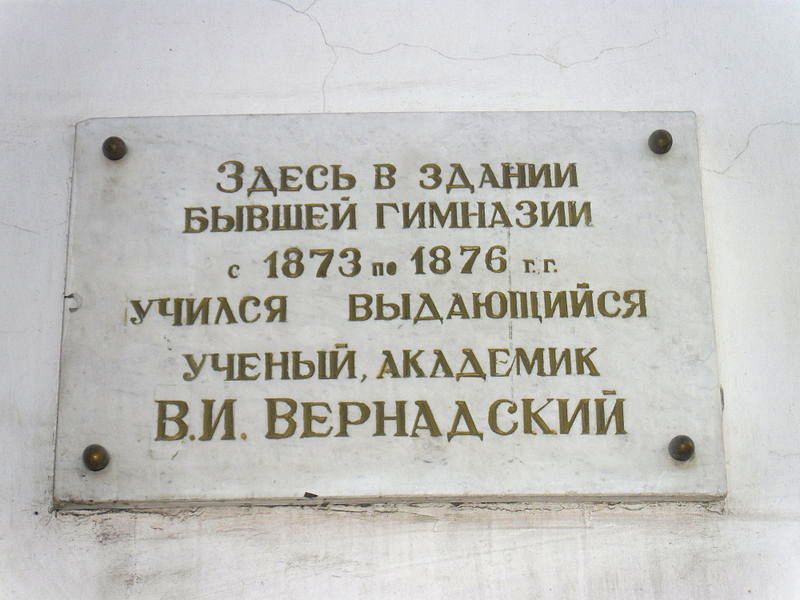 Здесь в здании
бывшей гимназии
с 1873 по 1876 г.г.
учился выдающийся
ученый, академик
В.И. Вернадский